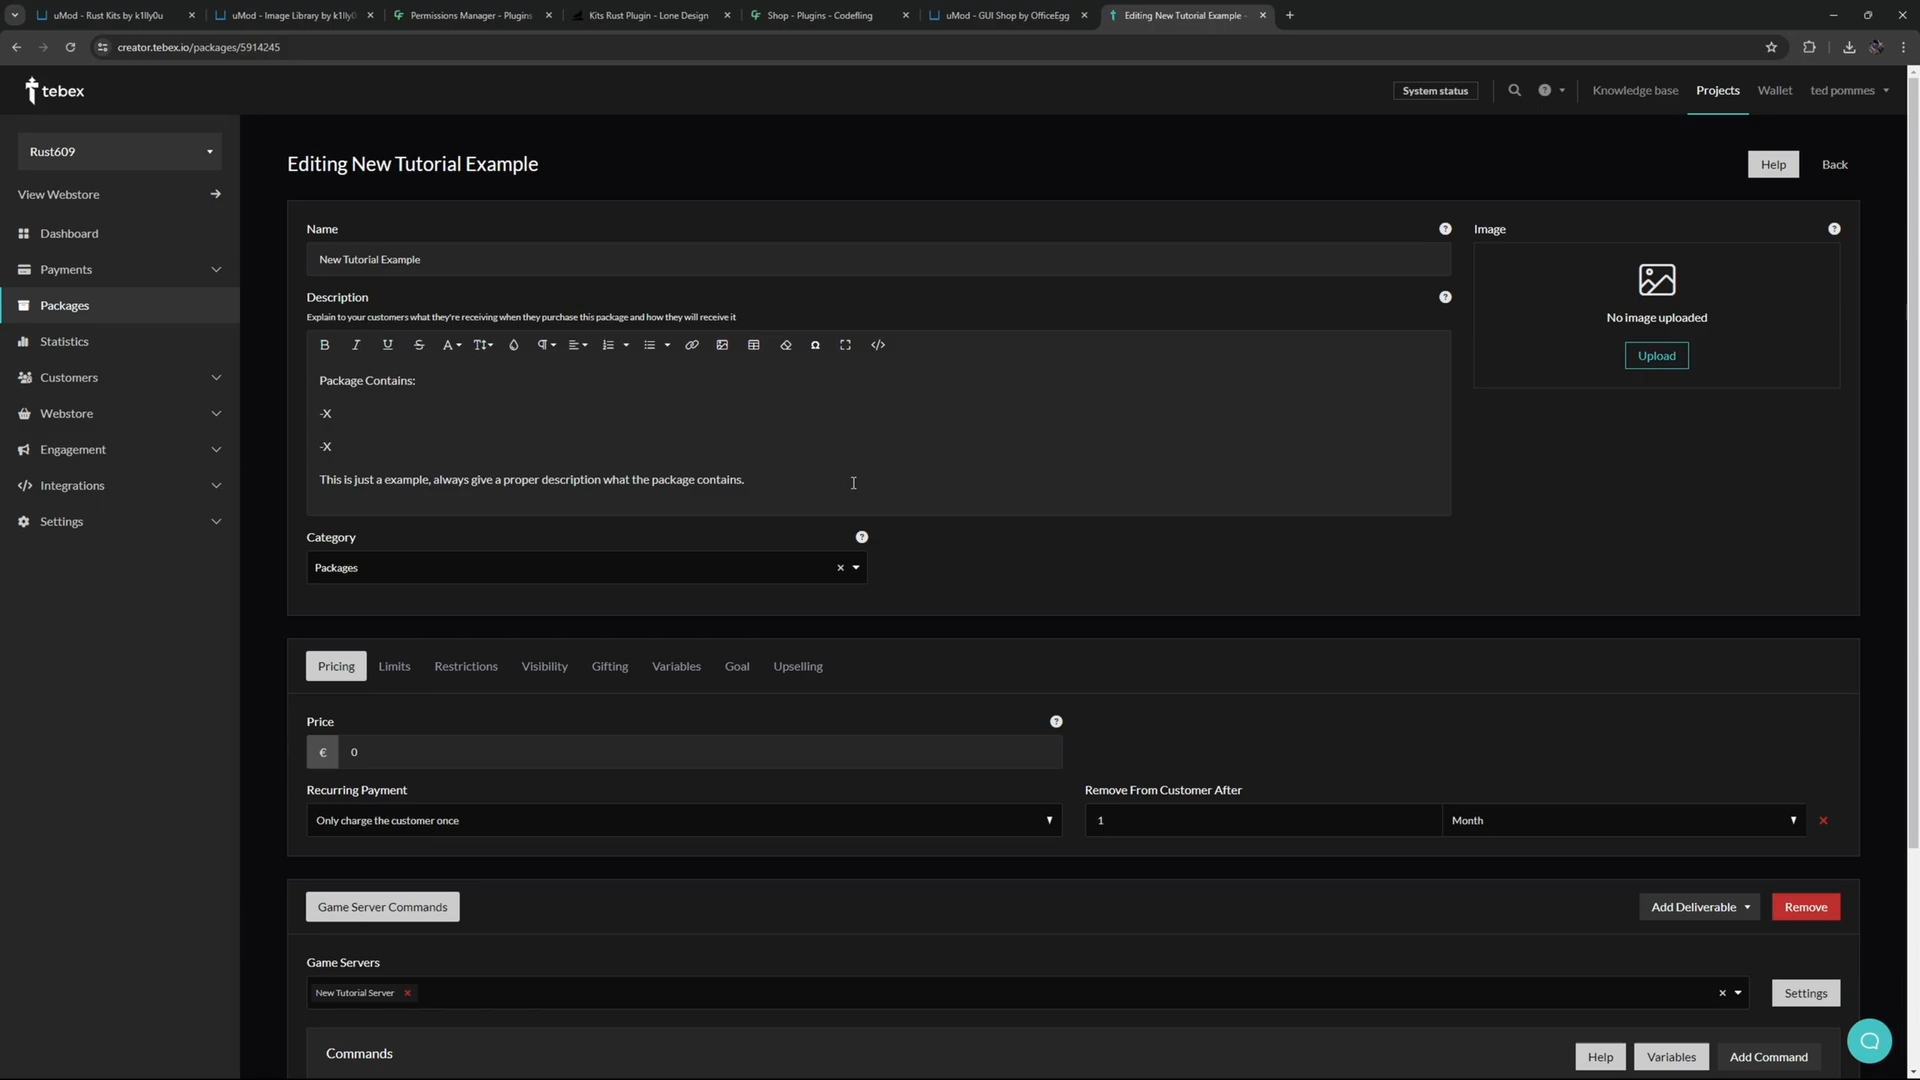 uMod - Rust Kits by k1lly0u
uMod - Image Library by k1lly0
Permissions Manager - Plugins
Kits Rust Plugin - Lone Design
Shop - Plugins - Codefling
uMod - GUI Shop by OfficeEgg
Editing New Tutorial Example -
creator.tebex.io/packages/5914245
tebex
System status
Knowledge base
Projects
Wallet
ted pommes
Rust609
View Webstore
Dashboard
Payments
Packages
Statistics
Customers
Webstore
Engagement
Integrations
Settings
Editing New Tutorial Example
Help
Back
Name
New Tutorial Example
Image
No image uploaded
Upload
Description
Explain to your customers what they're receiving when they purchase this package and how they will receive it
Package Contains:
-X
-X
This is just a example, always give a proper description what the package contains.
Category
Packages
Pricing
Limits
Restrictions
Visibility
Gifting
Variables
Goal
Upselling
Price
€ 0
Recurring Payment
Only charge the customer once
Remove From Customer After
1
Month
Game Server Commands
Add Deliverable
Remove
Game Servers
New Tutorial Server
Settings
Commands
Help
Variables
Add Command